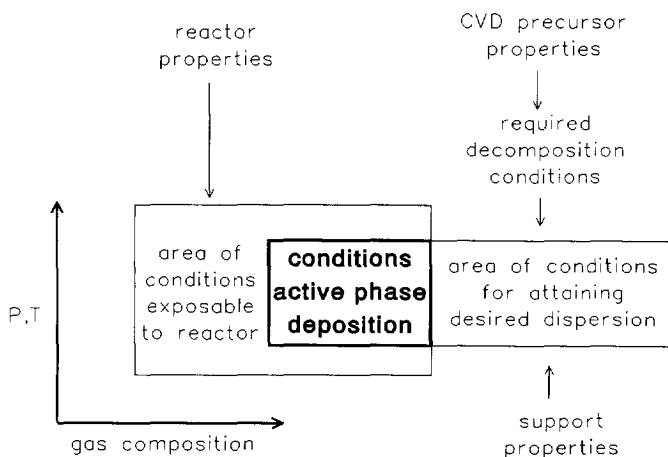 reactor
properties
CVD precursor
properties
required
decomposition
conditions
area of
conditions
exposable
to reactor
conditions
active phase
deposition
area of conditions
for attaining
desired dispersion
P,T
gas composition
support
properties